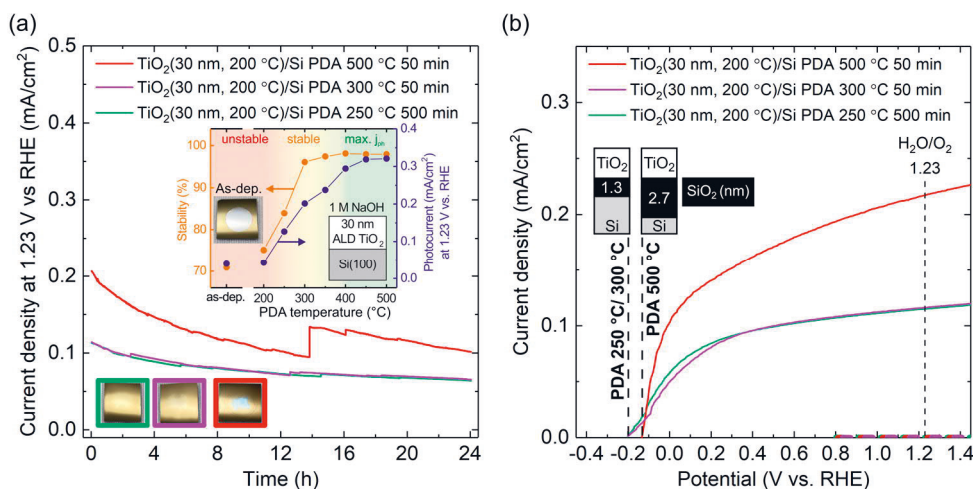 (a)
0.5
0.4
0.3
0.2
0.1
0.0
Current density at 1.23 V vs RHE (mA/cm²)
TiO₂(30 nm, 200 °C)/Si PDA 500 °C 50 min
TiO₂(30 nm, 200 °C)/Si PDA 300 °C 50 min
TiO₂(30 nm, 200 °C)/Si PDA 250 °C 500 min
unstable
stable
max. jₚₕ
100
90
80
70
Stability (%)
As-dep.
1 M NaOH
30 nm
ALD TiO₂
Si(100)
0.4
0.3
0.2
0.1
0.0
Photocurrent (mA/cm²)
at 1.23 V vs. RHE
as-dep. 200 250 300 350 400 450 500
PDA temperature (°C)
0 4 8 12 16 20 24
Time (h)
(b)
0.3
0.2
0.1
0.0
Current density (mA/cm²)
TiO₂(30 nm, 200 °C)/Si PDA 500 °C 50 min
TiO₂(30 nm, 200 °C)/Si PDA 300 °C 50 min
TiO₂(30 nm, 200 °C)/Si PDA 250 °C 500 min
TiO₂
1.3
Si
TiO₂
2.7
Si
SiO₂ (nm)
H₂O/O₂
1.23
PDA 250 °C/ 300 °C
PDA 500 °C
-0.4 -0.2 0.0 0.2 0.4 0.6 0.8 1.0 1.2 1.4
Potential (V vs. RHE)